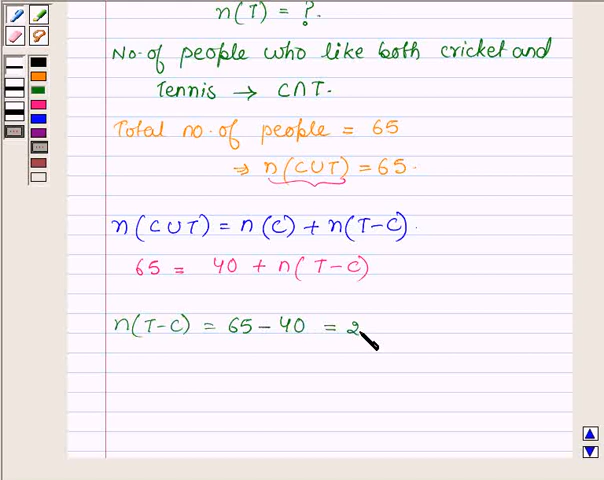 n(T) = ?.
No. of people who like both cricket and
Tennis → C∩T.
Total no. of people = 65
⇒ n(C∪T) = 65.
n(C∪T) = n(C) + n(T-C).
65 = 40 + n(T-C)
n(T-C) = 65 - 40 = 2